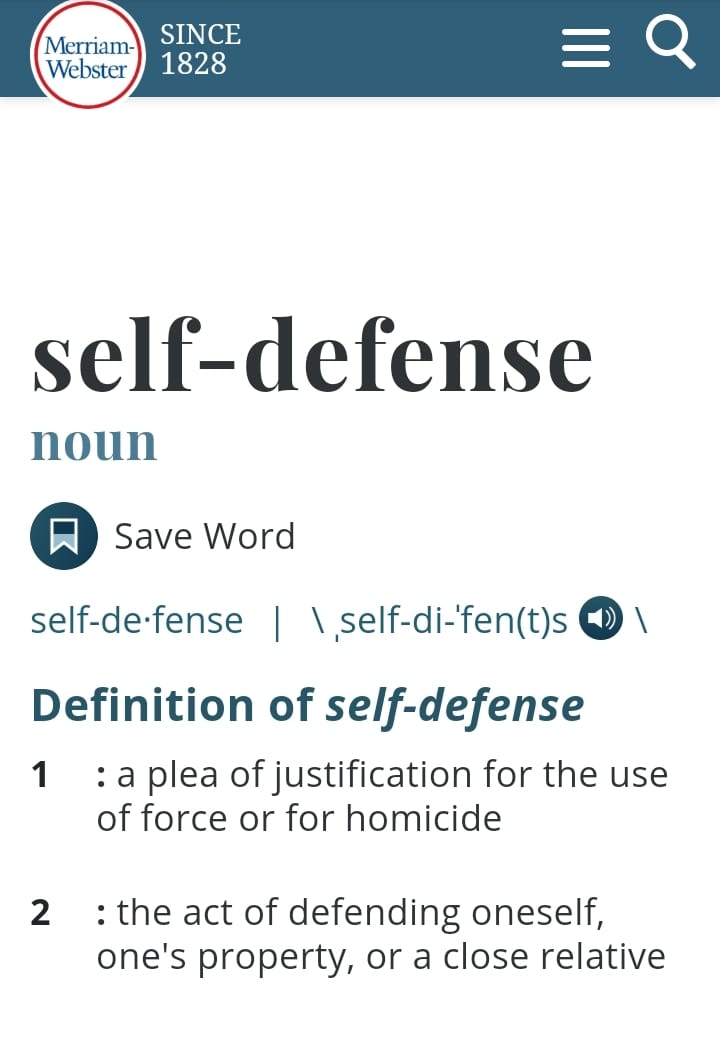 Merriam-
Webster
SINCE
1828
self-defense
noun
Save Word
self-de·fense | \ ˌself-di-ˈfen(t)s \
Definition of self-defense
1 : a plea of justification for the use
of force or for homicide
2 : the act of defending oneself,
one's property, or a close relative